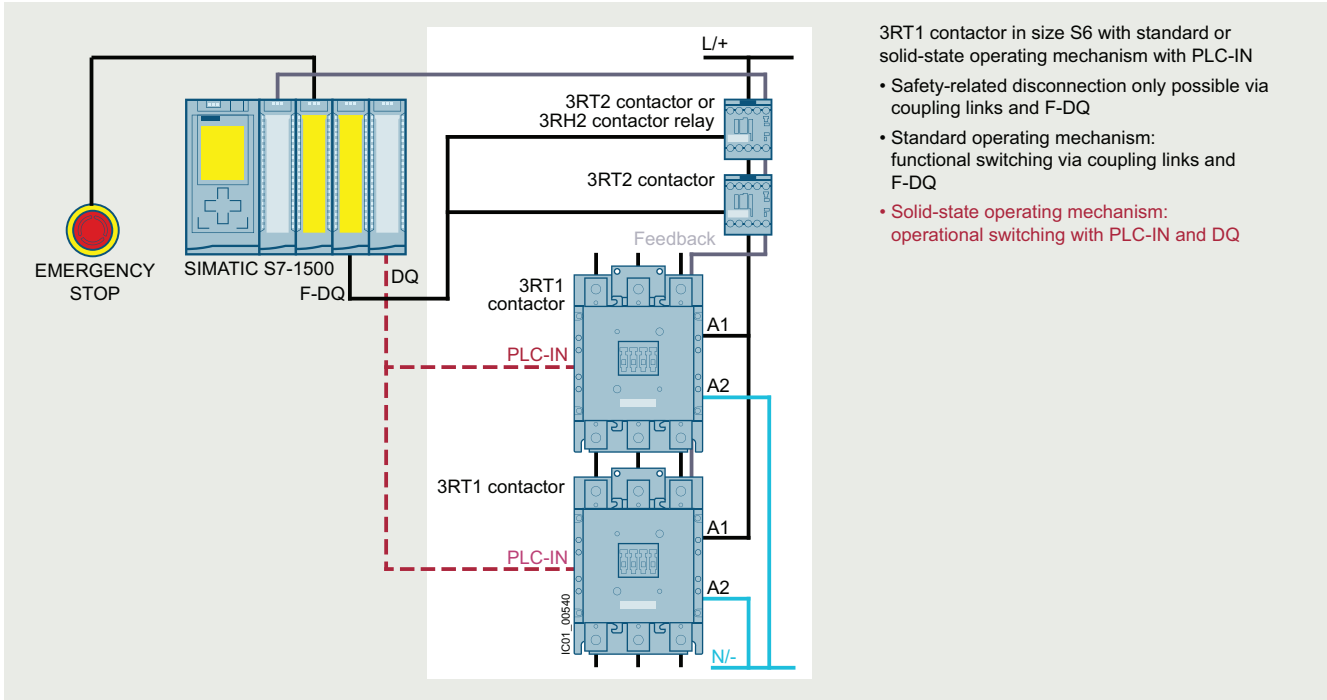 L/+
3RT2 contactor or
3RH2 contactor relay
3RT2 contactor
Feedback
EMERGENCY
STOP
SIMATIC S7-1500
F-DQ
DQ
3RT1
contactor
A1
PLC-IN
A2
3RT1 contactor
A1
PLC-IN
A2
IC01_00540
N/-
3RT1 contactor in size S6 with standard or
solid-state operating mechanism with PLC-IN
• Safety-related disconnection only possible via
coupling links and F-DQ
• Standard operating mechanism:
functional switching via coupling links and
F-DQ
• Solid-state operating mechanism:
operational switching with PLC-IN and DQ